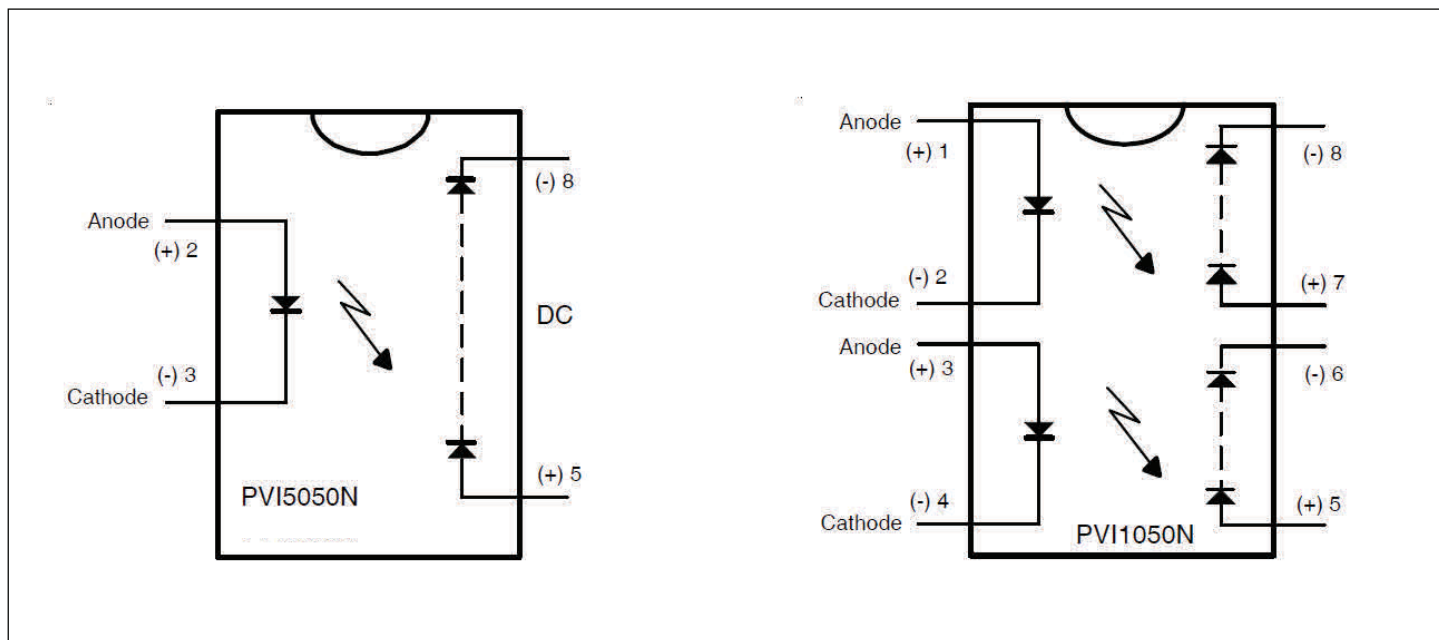 (-) 8
Anode
(+) 2
DC
(-) 3
Cathode
(+) 5
PVI5050N
Anode
(+) 1
(-) 8
(-) 2
Cathode
(+) 7
Anode
(+) 3
(-) 6
(-) 4
Cathode
(+) 5
PVI1050N